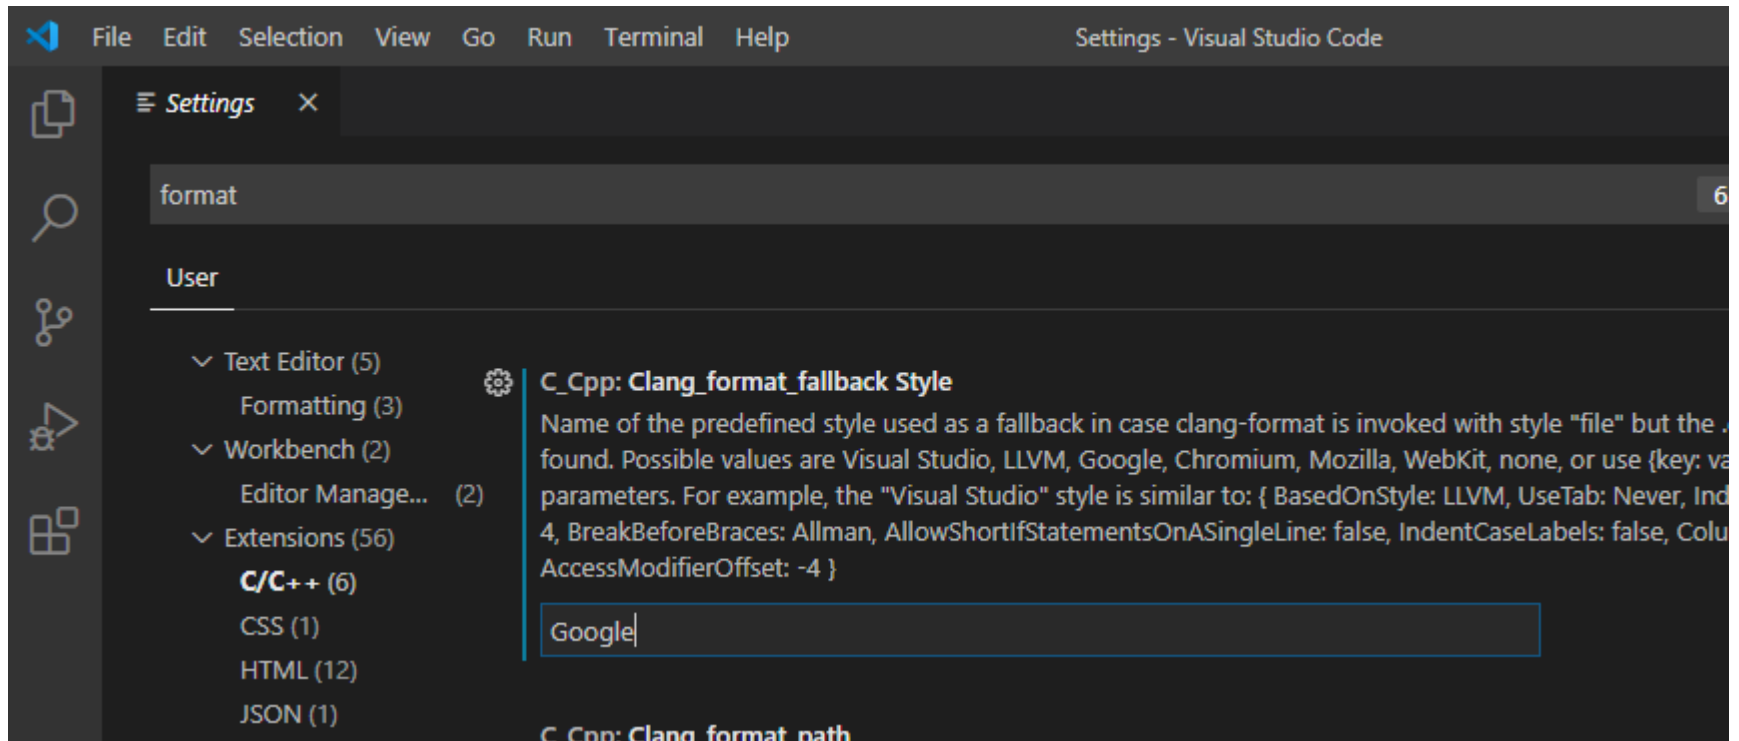 File Edit Selection View Go Run Terminal Help Settings - Visual Studio Code
Settings
format
6
User
Text Editor (5)
Formatting (3)
Workbench (2)
Editor Manage... (2)
Extensions (56)
C/C++ (6)
CSS (1)
HTML (12)
JSON (1)
C_Cpp: Clang_format_fallback Style
Name of the predefined style used as a fallback in case clang-format is invoked with style "file" but the .
found. Possible values are Visual Studio, LLVM, Google, Chromium, Mozilla, WebKit, none, or use {key: va
parameters. For example, the "Visual Studio" style is similar to: { BasedOnStyle: LLVM, UseTab: Never, Ind
4, BreakBeforeBraces: Allman, AllowShortIfStatementsOnASingleLine: false, IndentCaseLabels: false, Colu
AccessModifierOffset: -4 }
Google
C_Cpp: Clang_format_path